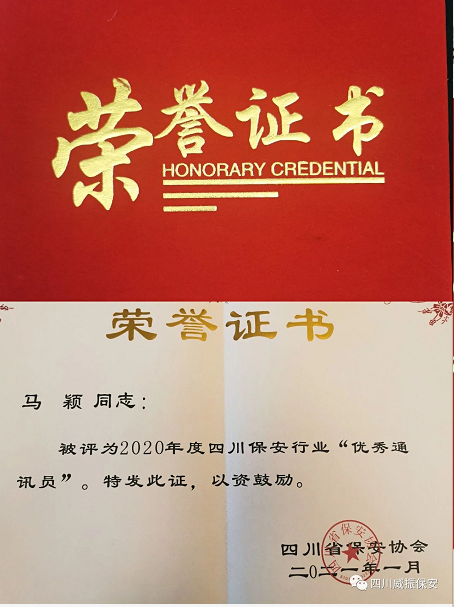 荣誉证书
HONORARY CREDENTIAL
荣誉证书
马 颖 同志：
被评为2020年度四川保安行业“优秀通
讯员”。特发此证，以资鼓励。
四川省保安协会
二〇二一年一月
四川威振保安